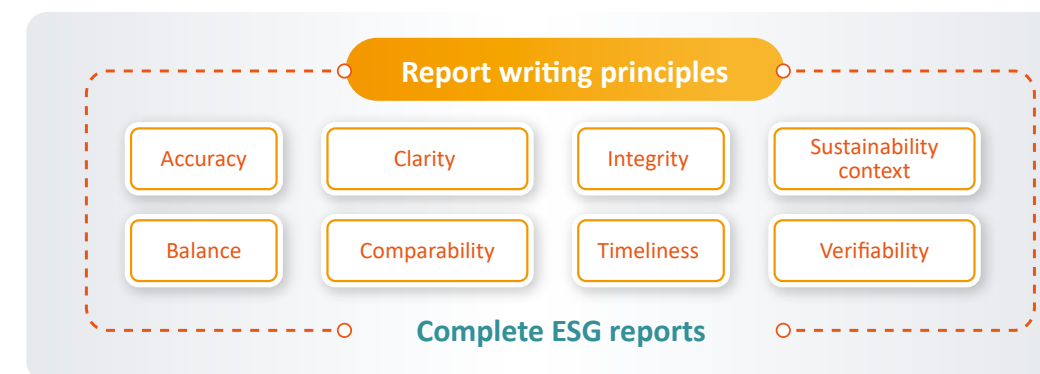 Report writing principles
Accuracy
Clarity
Integrity
Sustainability
context
Balance
Comparability
Timeliness
Verifiability
Complete ESG reports